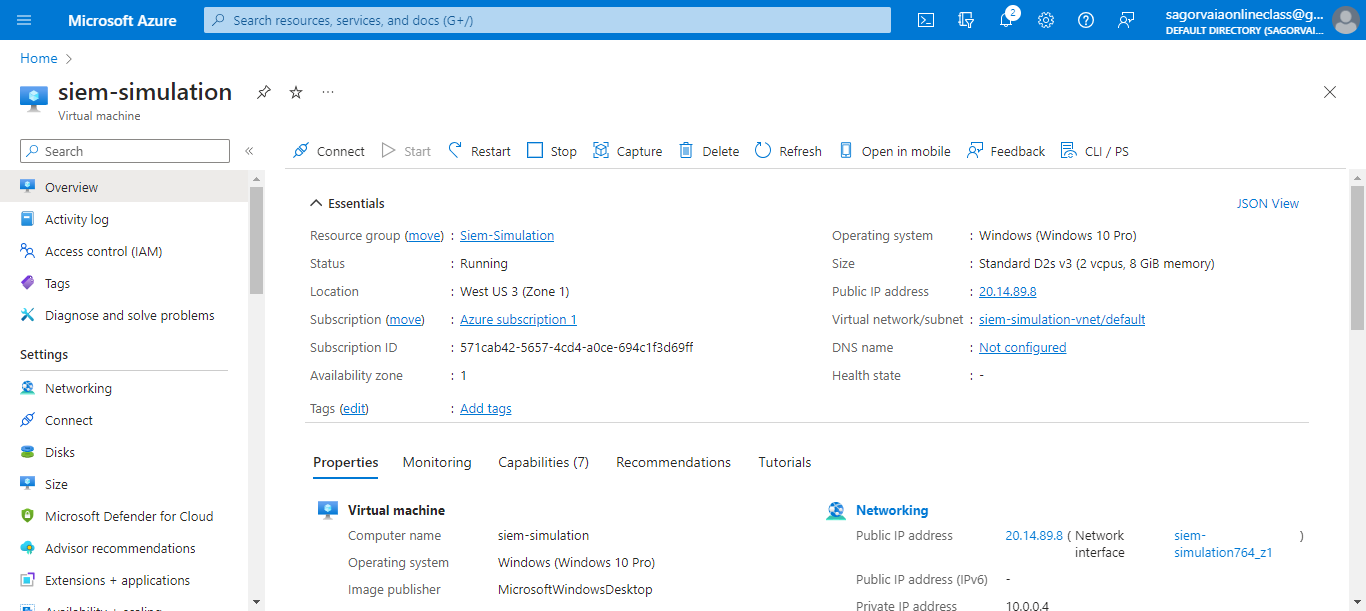 Microsoft Azure
Search resources, services, and docs (G+/)
2
sagorvaiaonlineclass@g...
DEFAULT DIRECTORY (SAGORVAI...
Home
siem-simulation
Virtual machine
Search
Connect Start Restart Stop Capture Delete Refresh Open in mobile Feedback CLI / PS
Overview
Activity log
Access control (IAM)
Tags
Diagnose and solve problems
Settings
Networking
Connect
Disks
Size
Microsoft Defender for Cloud
Advisor recommendations
Extensions + applications
Availability + scaling
Essentials
JSON View
Resource group (move) : Siem-Simulation
Status : Running
Location : West US 3 (Zone 1)
Subscription (move) : Azure subscription 1
Subscription ID : 571cab42-5657-4cd4-a0ce-694c1f3d69ff
Availability zone : 1
Tags (edit) : Add tags
Operating system : Windows (Windows 10 Pro)
Size : Standard D2s v3 (2 vcpus, 8 GiB memory)
Public IP address : 20.14.89.8
Virtual network/subnet : siem-simulation-vnet/default
DNS name : Not configured
Health state : -
Properties Monitoring Capabilities (7) Recommendations Tutorials
Virtual machine
Computer name siem-simulation
Operating system Windows (Windows 10 Pro)
Image publisher MicrosoftWindowsDesktop
Networking
Public IP address 20.14.89.8 ( Network siem- )
interface simulation764_z1
Public IP address (IPv6) -
Private IP address 10.0.0.4